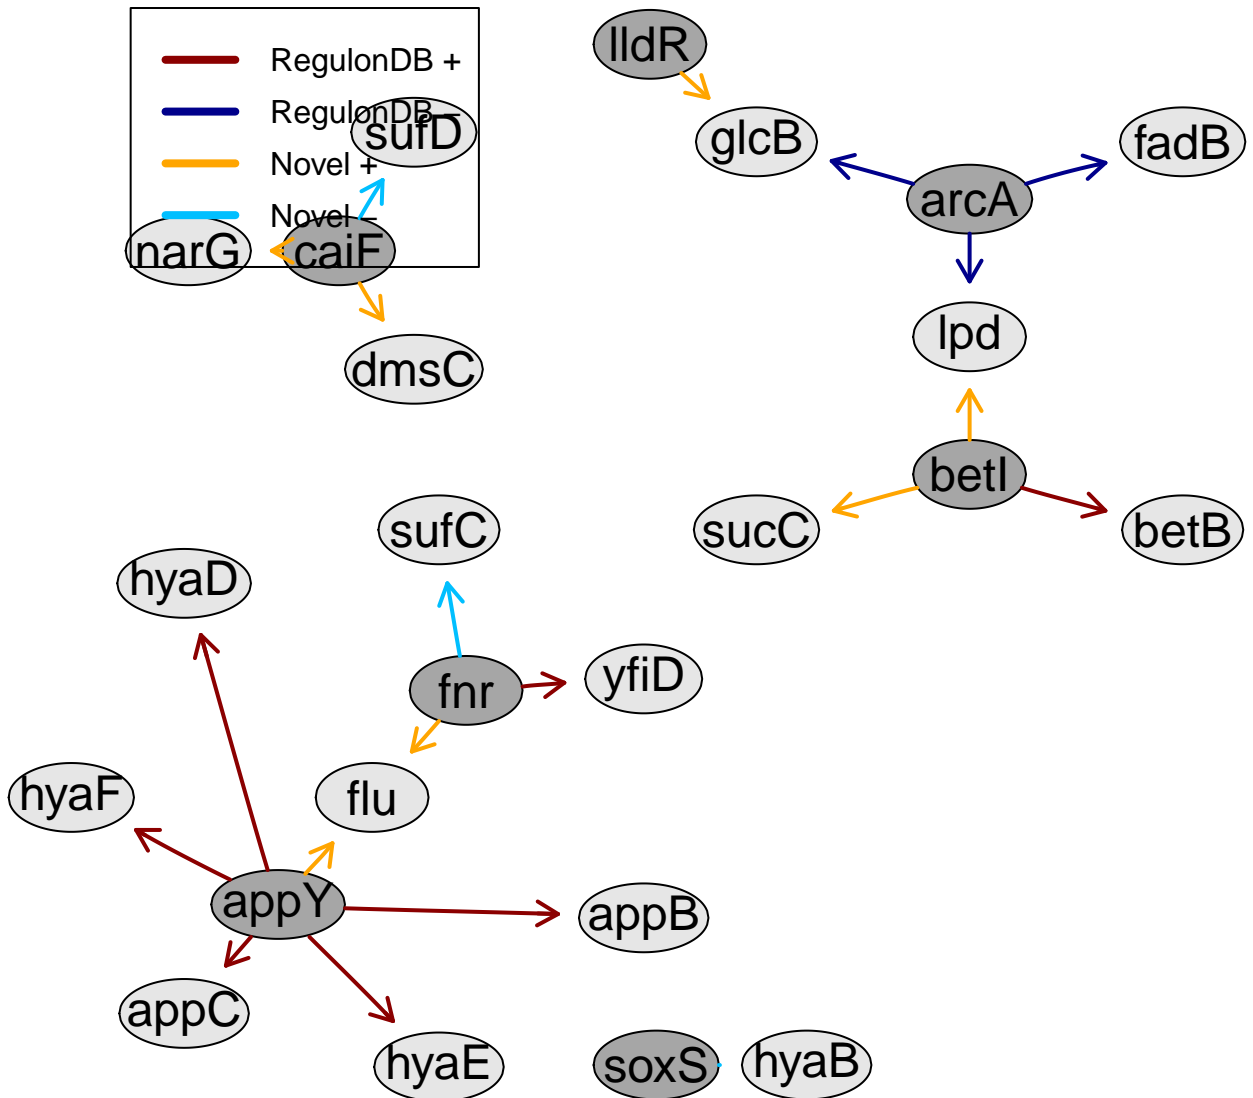 RegulonDB +
RegulonDB −
Novel +
Novel −
lldR
sufD
glcB
fadB
arcA
narG
caiF
lpd
dmsC
betI
sucC
betB
sufC
hyaD
yfiD
fnr
hyaF
flu
appY
appB
appC
hyaE
soxS
hyaB